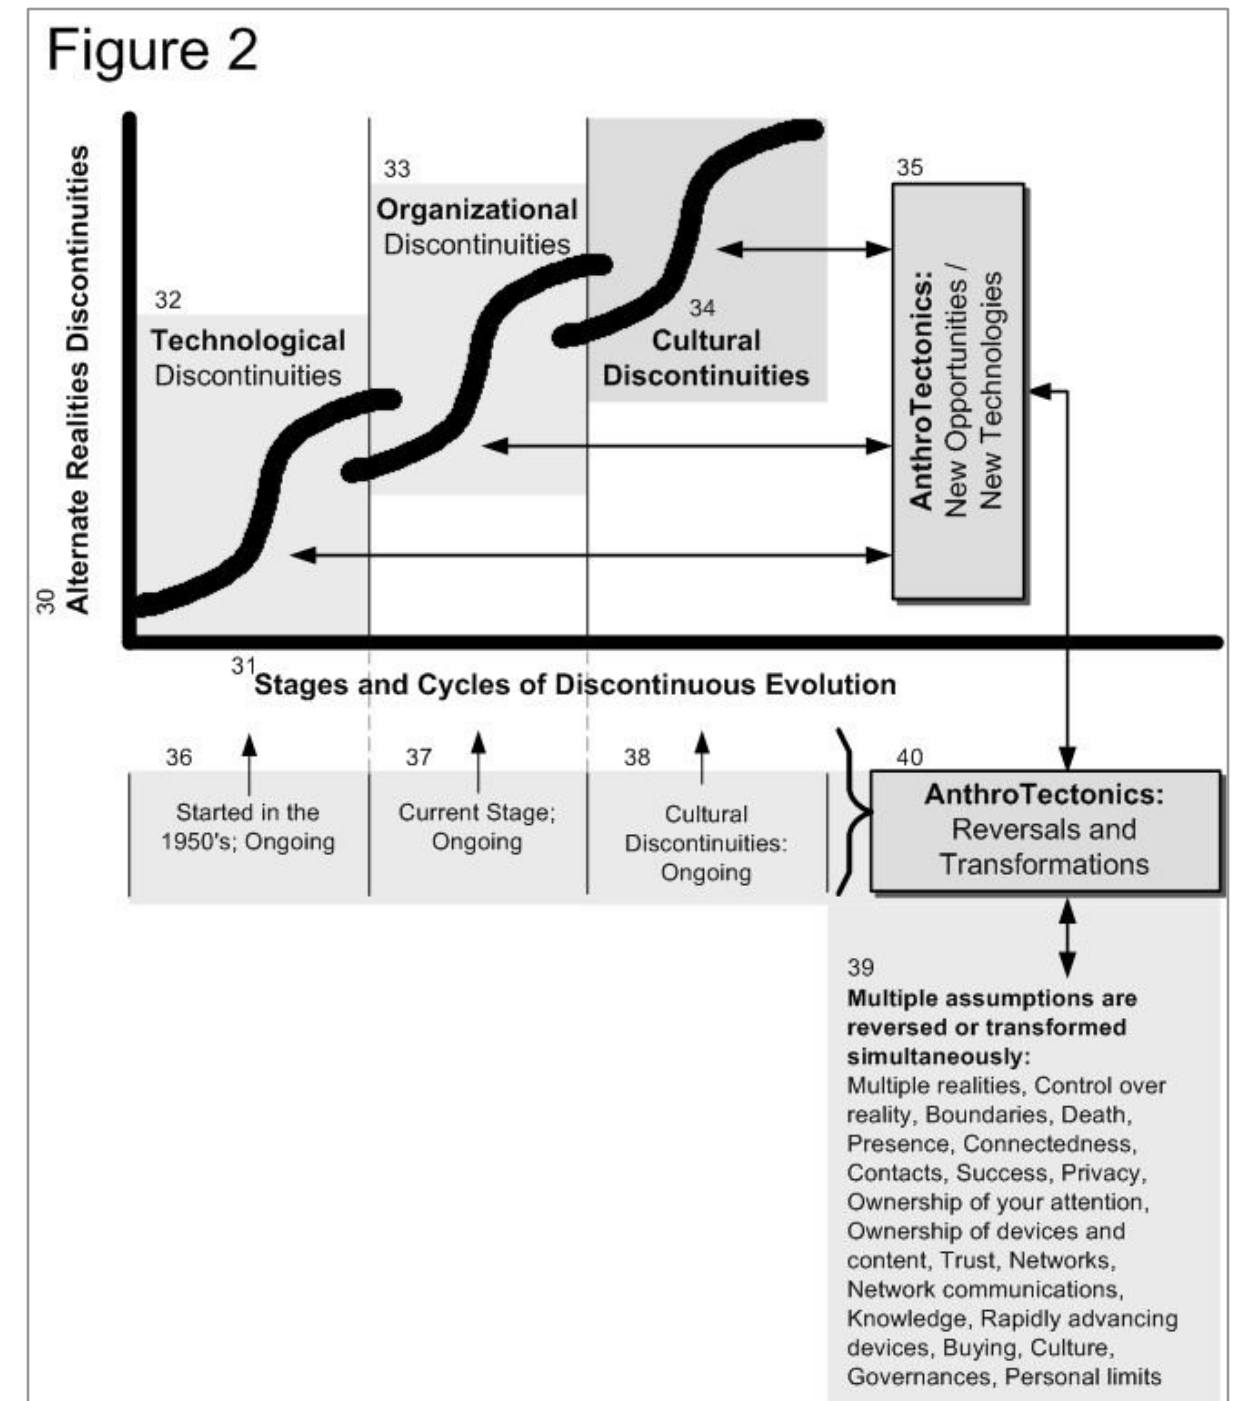 Figure 2
30
Alternate Realities Discontinuities
32
Technological
Discontinuities
33
Organizational
Discontinuities
34
Cultural
Discontinuities
35
AnthroTectonics:
New Opportunities /
New Technologies
31
Stages and Cycles of Discontinuous Evolution
36
Started in the
1950's; Ongoing
37
Current Stage;
Ongoing
38
Cultural
Discontinuities:
Ongoing
40
AnthroTectonics:
Reversals and
Transformations
39
Multiple assumptions are
reversed or transformed
simultaneously:
Multiple realities, Control over
reality, Boundaries, Death,
Presence, Connectedness,
Contacts, Success, Privacy,
Ownership of your attention,
Ownership of devices and
content, Trust, Networks,
Network communications,
Knowledge, Rapidly advancing
devices, Buying, Culture,
Governances, Personal limits